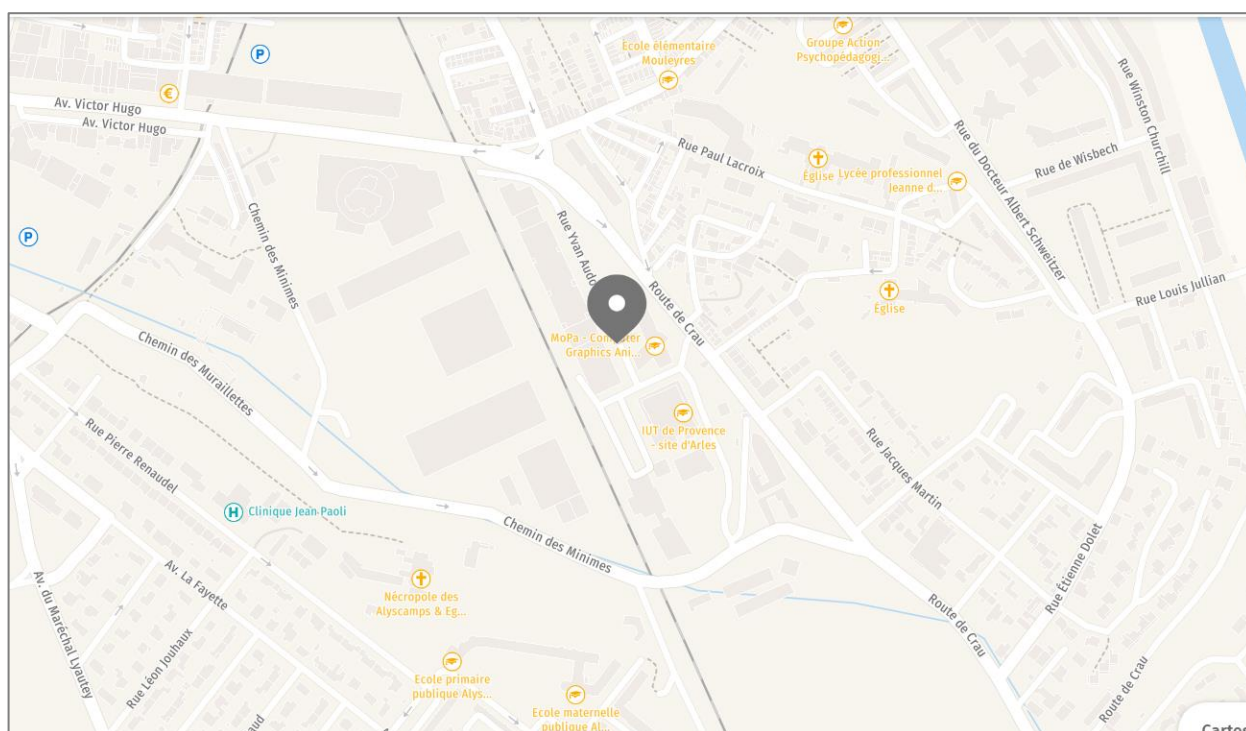 Ecole élémentaire
Mouleyres
Groupe Action
Psychopédagogi...
P
€
Av. Victor Hugo
Av. Victor Hugo
Rue Paul Lacroix
Église
Lycée professionnel
jeanne d...
Rue du Docteur Albert Schweitzer
Rue de Wisbech
Rue Winston Churchill
P
Chemin des Minimes
Rue Yvan Audo
Route de Crau
Église
Rue Louis Jullian
MoPa - Computer
Graphics Ani...
Chemin des Muraillettes
IUT de Provence
- site d'Arles
Rue Pierre Renaudel
Rue Jacques Martin
H
Clinique Jean Paoli
Chemin des Minimes
Nécropole des
Alyscamps & Eg...
Av. La Fayette
Av. du Maréchal Lyautey
Rue Léon Jouhaux
Rue Étienne Dolet
Route de Crau
Route de Crau
Ecole primaire
publique Alys...
Ecole maternelle
publique Al...
aud
Cartes